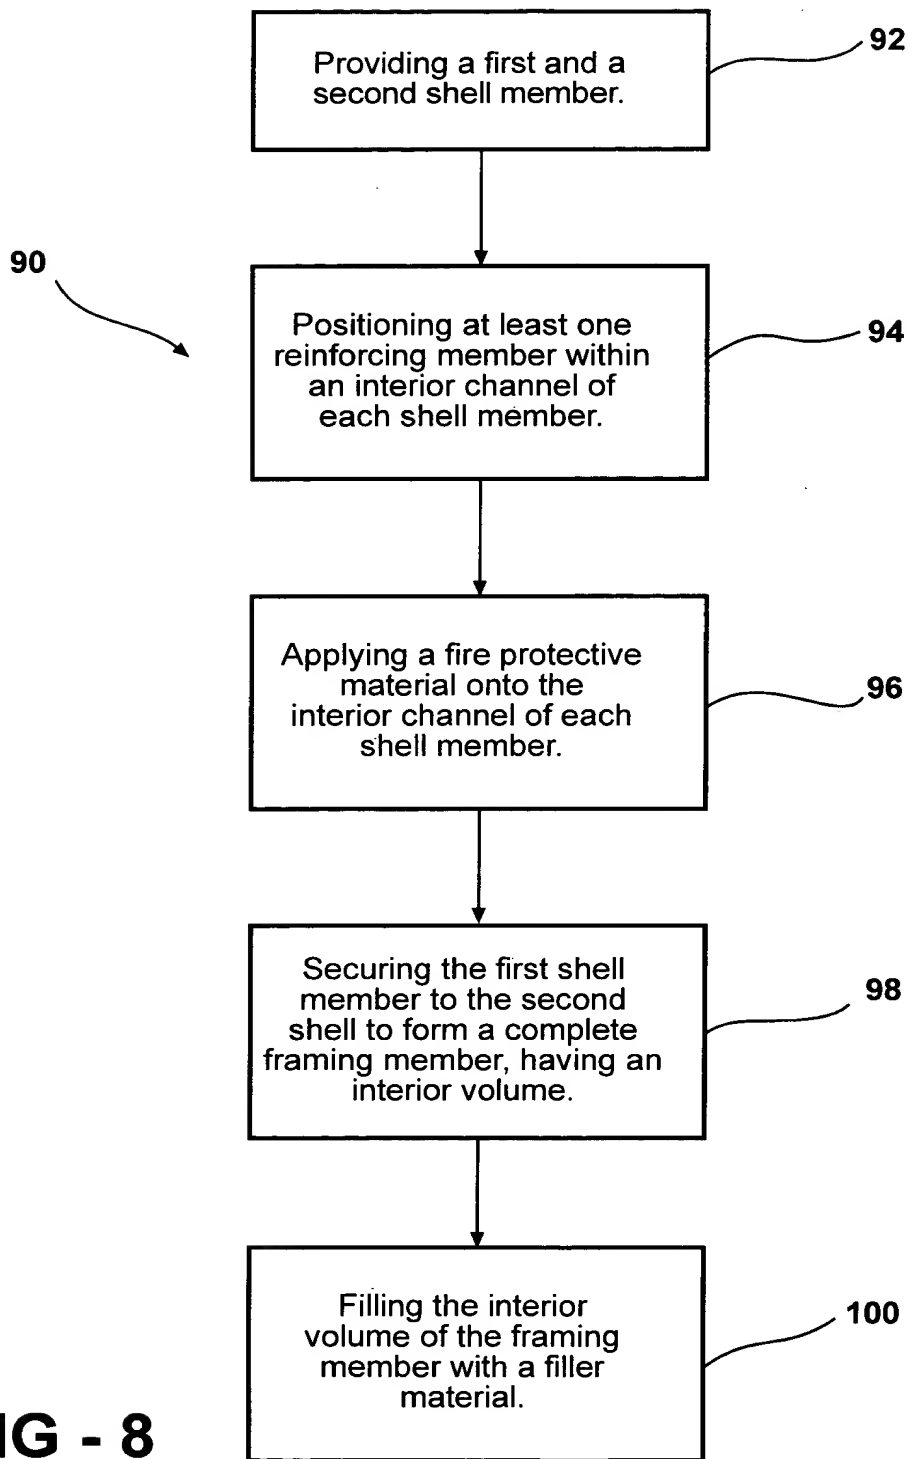 Providing a first and a
second shell member.
92
90
Positioning at least one
reinforcing member within
an interior channel of
each shell member.
94
Applying a fire protective
material onto the
interior channel of each
shell member.
96
Securing the first shell
member to the second
shell to form a complete
framing member, having an
interior volume.
98
Filling the interior
volume of the framing
member with a filler
material.
100
IG - 8